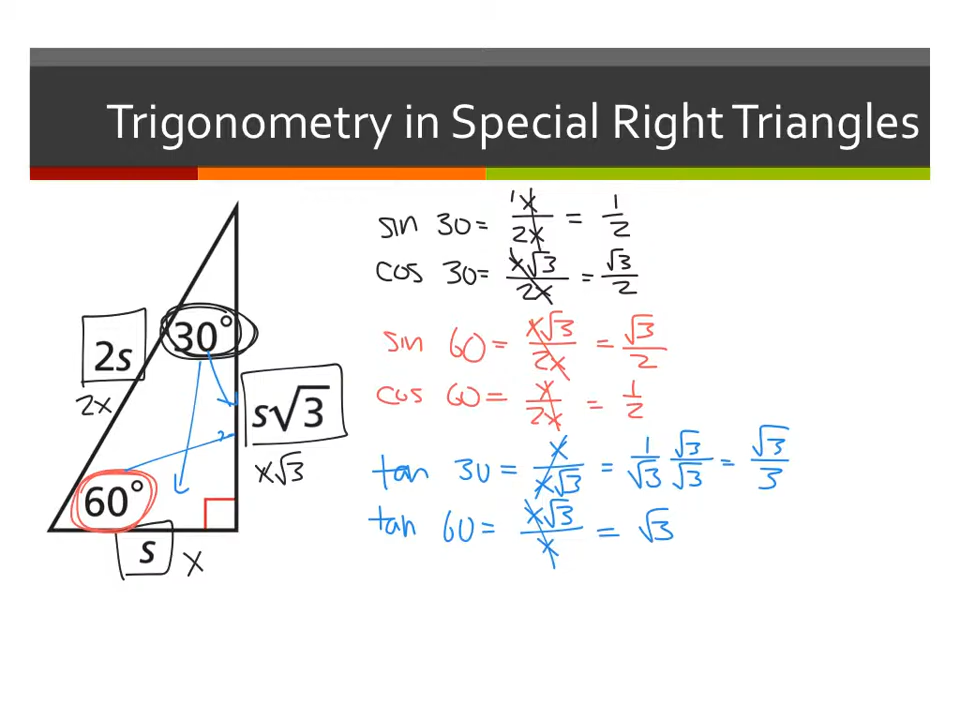 Trigonometry in Special Right Triangles
sin 30 = 1x/2x = 1/2
cos 30 = x√3/2x = √3/2
sin 60 = x√3/2x = √3/2
cos 60 = x/2x = 1/2
tan 30 = x/x√3 = 1/√3 √3/√3 = √3/3
tan 60 = x√3/x = √3
30°
2s
2x
s√3
x√3
60°
s
x